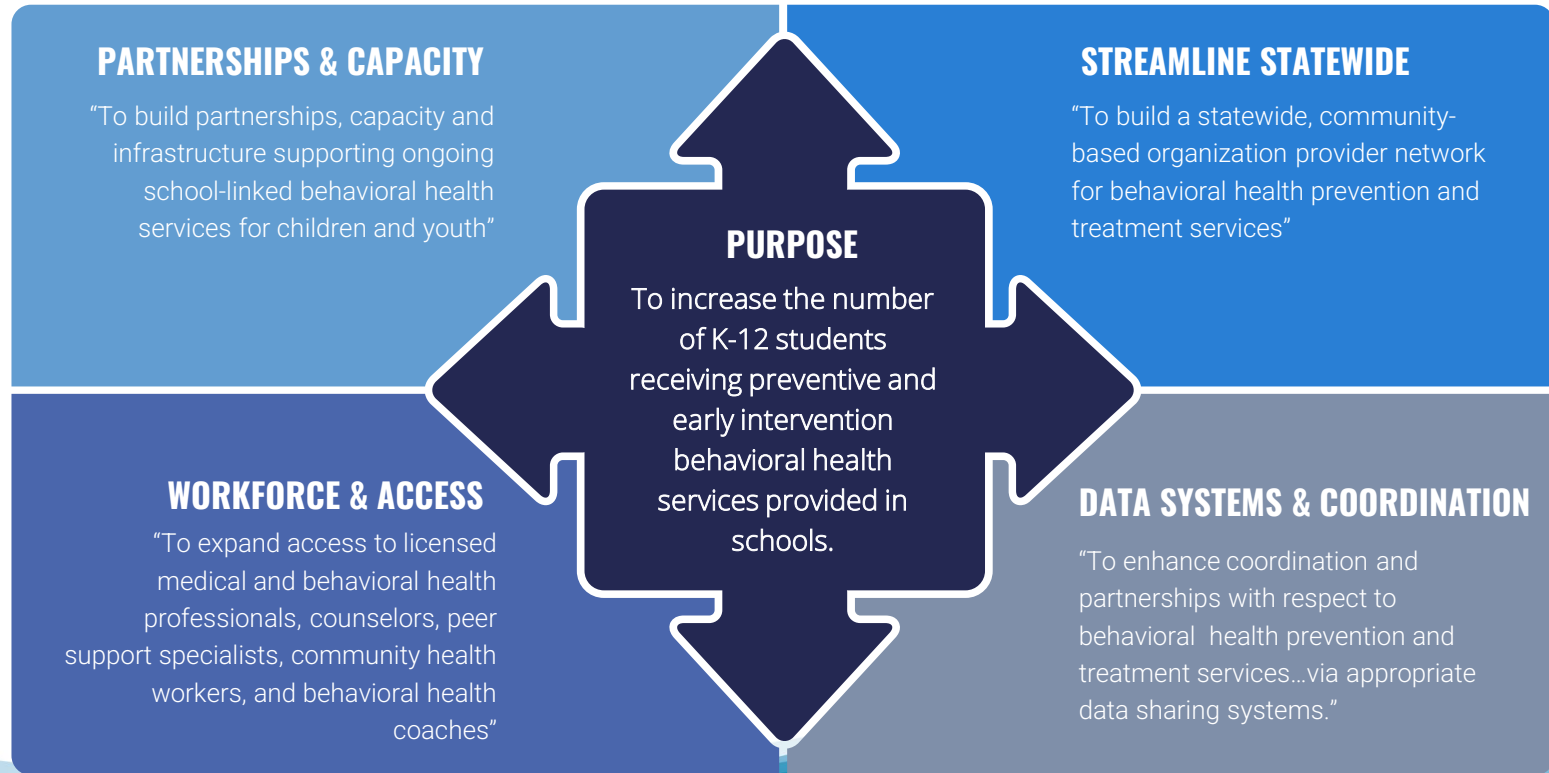 PARTNERSHIPS & CAPACITY
“To build partnerships, capacity and
infrastructure supporting ongoing
school-linked behavioral health
services for children and youth”
STREAMLINE STATEWIDE
“To build a statewide, community-
based organization provider network
for behavioral health prevention and
treatment services”
PURPOSE
To increase the number
of K-12 students
receiving preventive and
early intervention
behavioral health
services provided in
schools.
WORKFORCE & ACCESS
“To expand access to licensed
medical and behavioral health
professionals, counselors, peer
support specialists, community health
workers, and behavioral health
coaches”
DATA SYSTEMS & COORDINATION
“To enhance coordination and
partnerships with respect to
behavioral  health prevention and
treatment services…via appropriate
data sharing systems.”